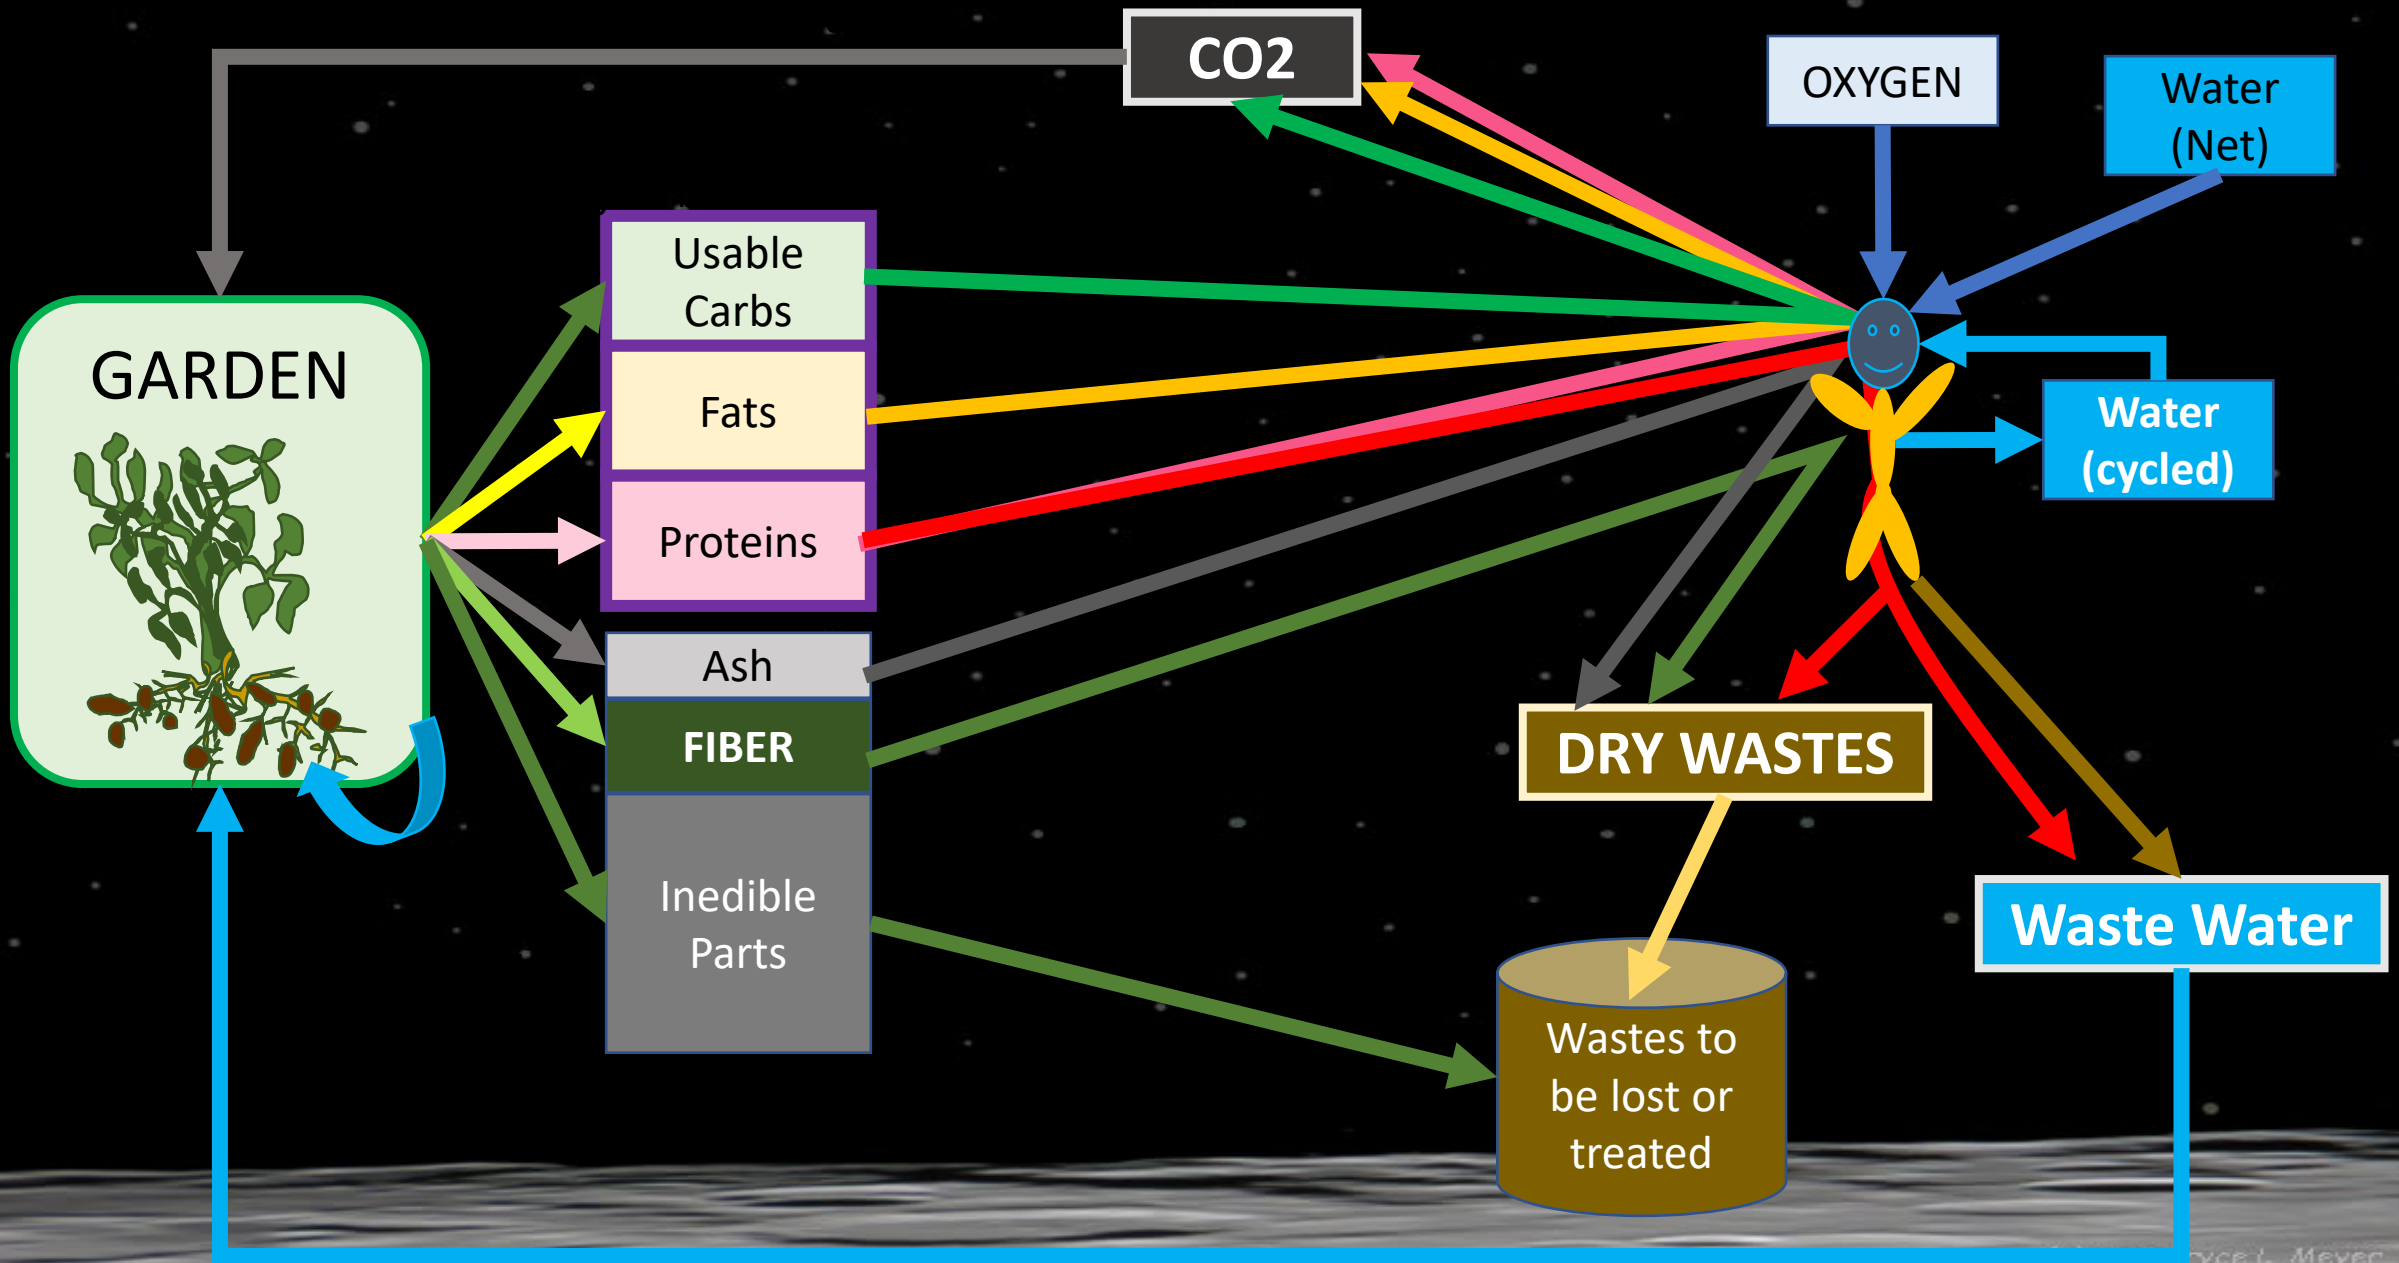 CO2
OXYGEN
Water
(Net)
Usable
Carbs
GARDEN
Fats
Water
(cycled)
Proteins
Ash
FIBER
DRY WASTES
Inedible
Parts
Waste Water
Wastes to
be lost or
treated
L. Meyer